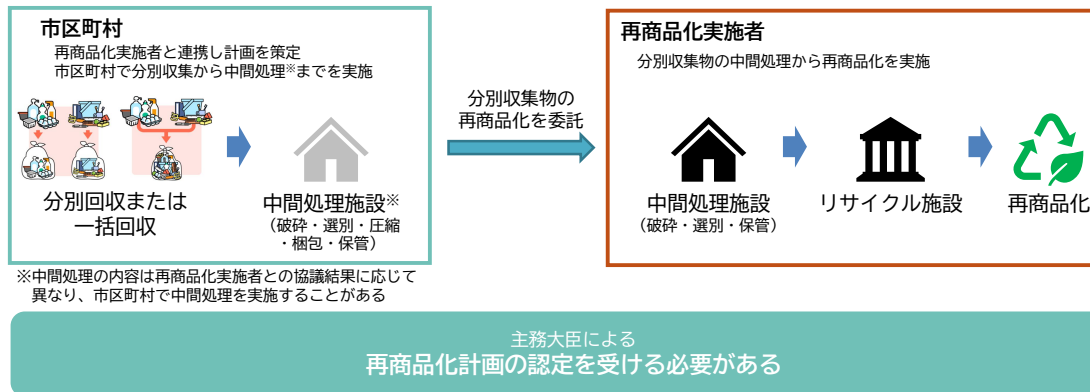 市区町村
再商品化実施者と連携し計画を策定
市区町村で分別収集から中間処理※までを実施
分別回収または
一括回収
中間処理施設※
（破砕・選別・圧縮
・梱包・保管）
※中間処理の内容は再商品化実施者との協議結果に応じて
異なり、市区町村で中間処理を実施することがある
分別収集物の
再商品化を委託
再商品化実施者
分別収集物の中間処理から再商品化を実施
中間処理施設
（破砕・選別・保管）
リサイクル施設
再商品化
主務大臣による
再商品化計画の認定を受ける必要がある